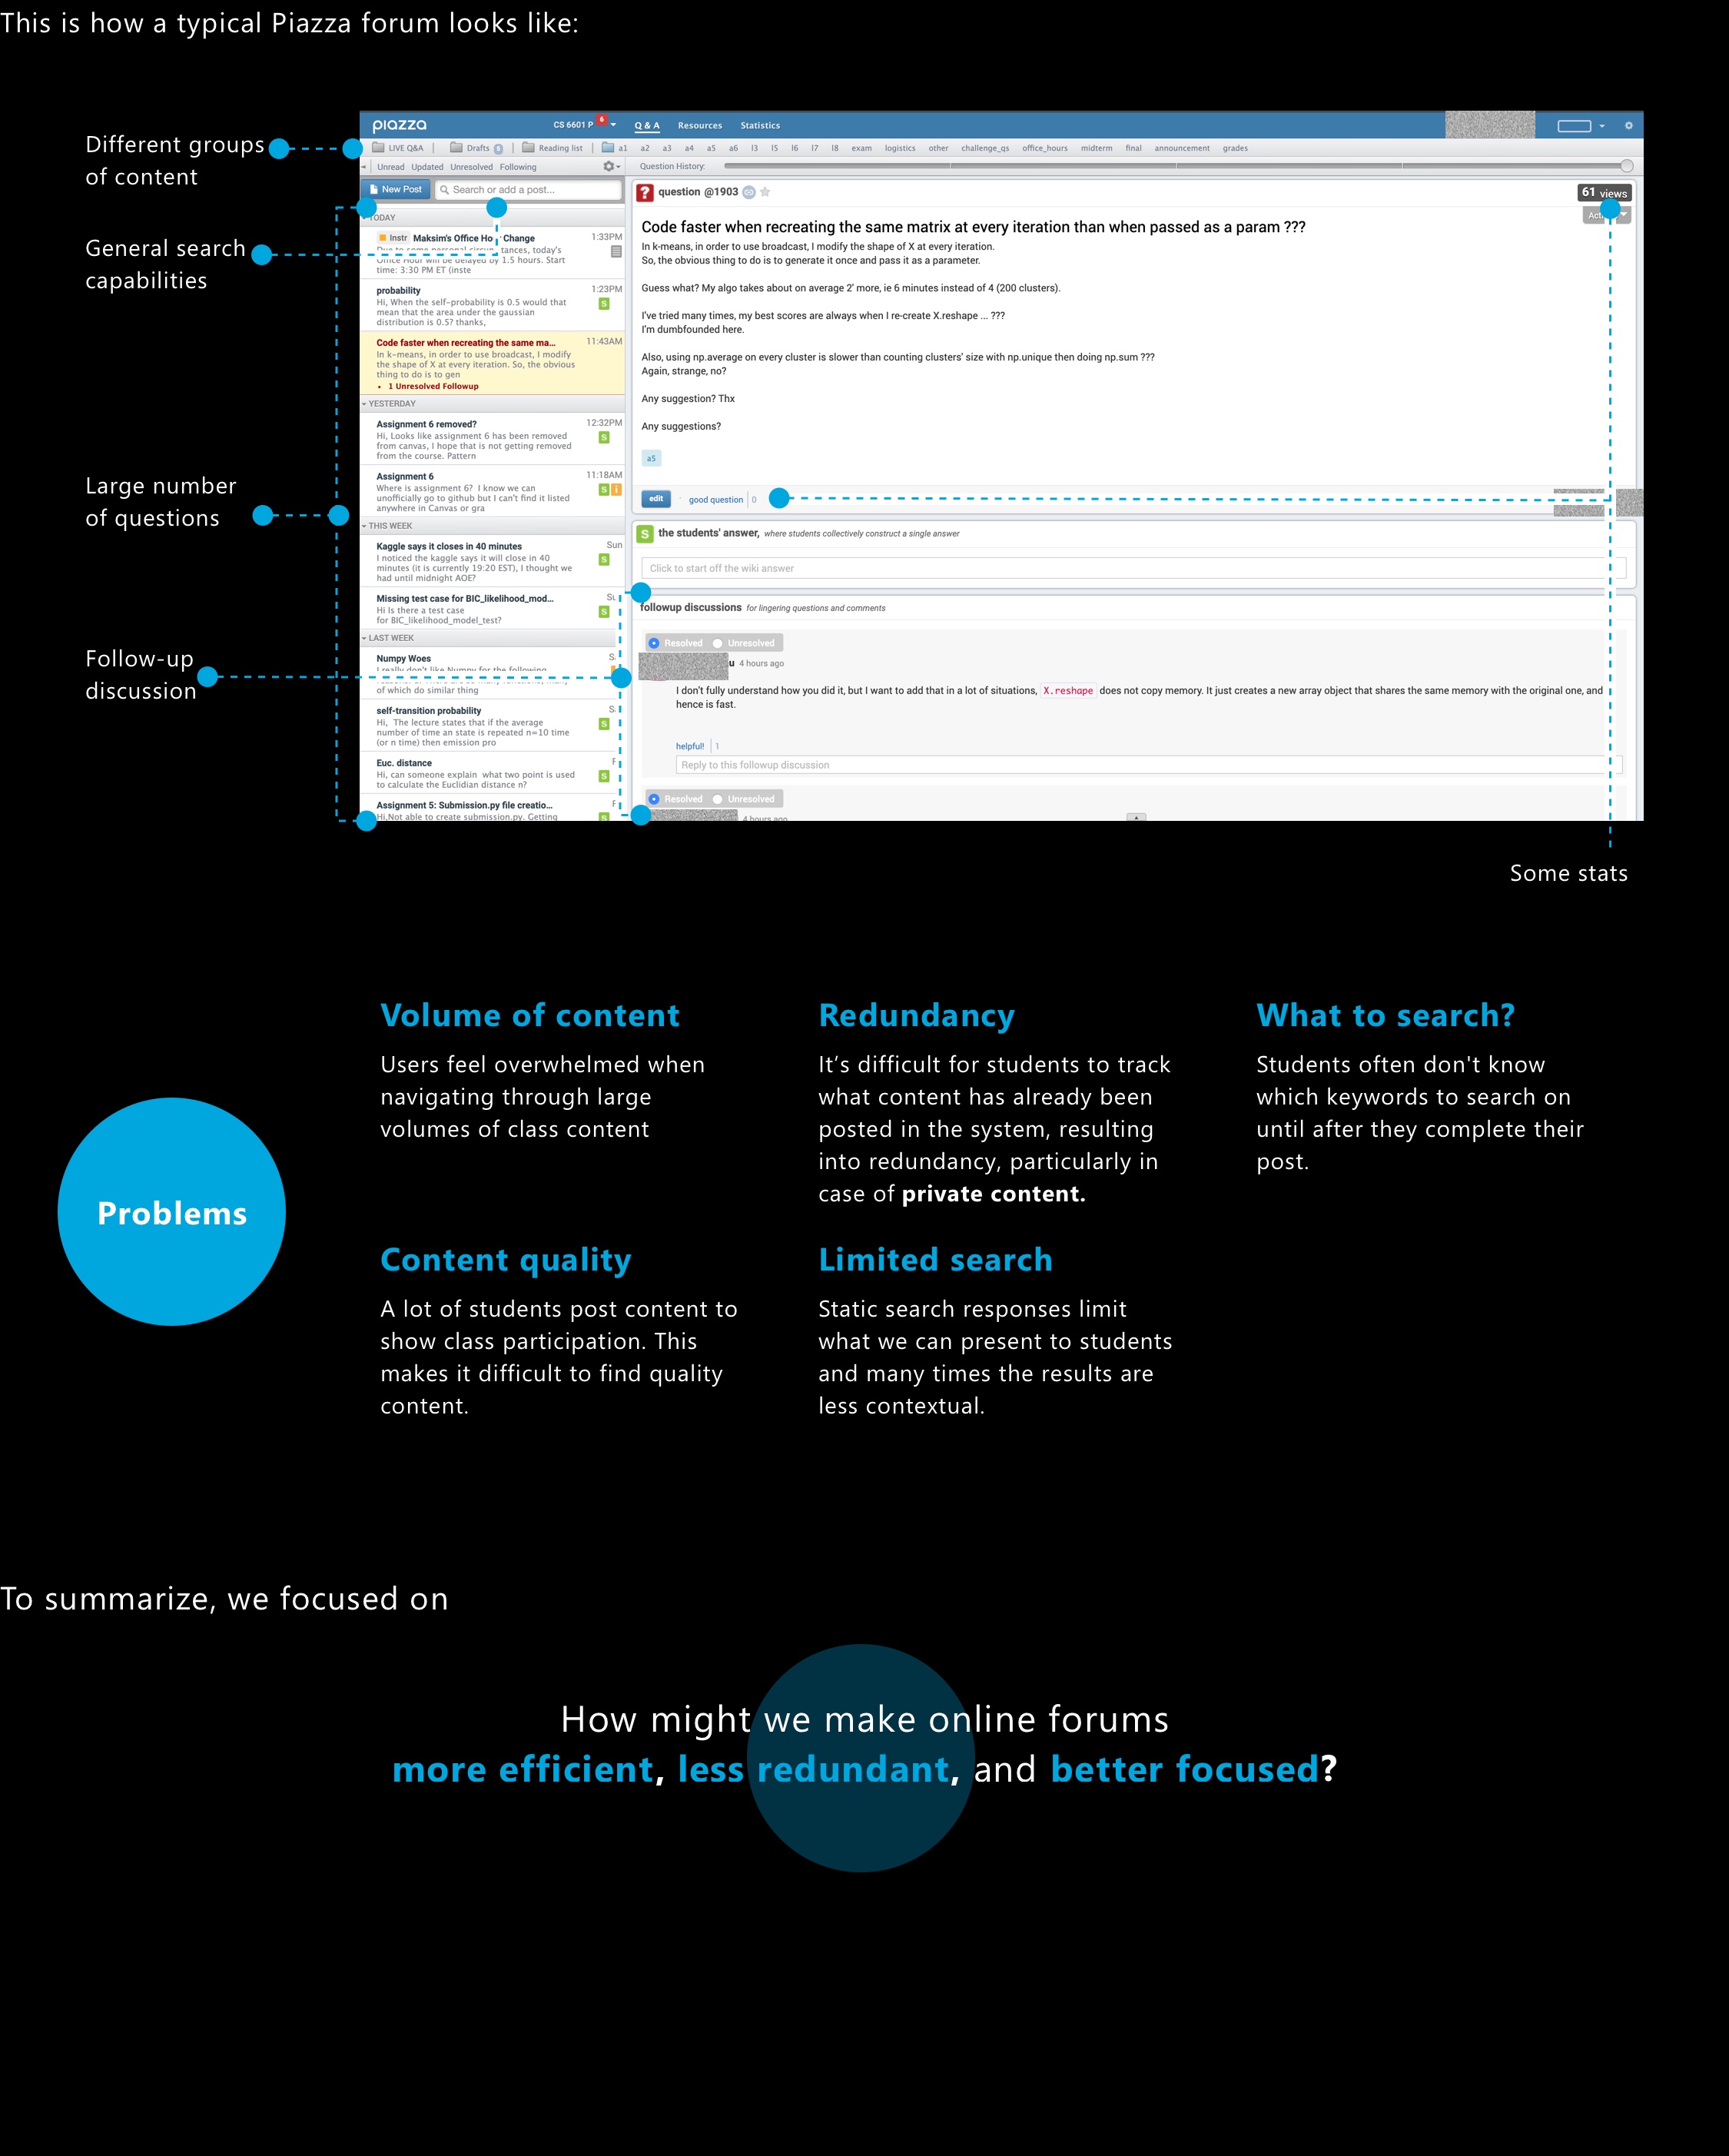 This is how a typical Piazza forum looks like:
Different groups
of content
General search
capabilities
Large number
of questions
Follow-up
discussion
piazza
CS 6601 P
6
Q & A
Resources
Statistics
LIVE Q&A
Drafts
Reading list
a1 a2 a3 a4 a5 a6 l3 l5 l6 l7 l8 exam logistics other challenge_qs office_hours midterm final announcement grades
Unread Updated Unresolved Following
Question History:
New Post
Search or add a post...
TODAY
Instr Maksim's Office Ho Change
1:33PM
Due to some personal circun tances, today's
Office Hour will be delayed by 1.5 hours. Start
time: 3:30 PM ET (inste
probability
1:23PM
Hi, When the self-probability is 0.5 would that
mean that the area under the gaussian
distribution is 0.5? thanks,
S
Code faster when recreating the same ma...
11:43AM
In k-means, in order to use broadcast, I modify
the shape of X at every iteration. So, the obvious
thing to do is to gen
• 1 Unresolved Followup
YESTERDAY
Assignment 6 removed?
12:32PM
Hi, Looks like assignment 6 has been removed
from canvas, I hope that is not getting removed
from the course. Pattern
S
Assignment 6
11:18AM
Where is assignment 6? I know we can
unofficially go to github but I can't find it listed
anywhere in Canvas or gra
S i
THIS WEEK
Kaggle says it closes in 40 minutes
Sun
I noticed the kaggle says it will close in 40
minutes (it is currently 19:20 EST), I thought we
had until midnight AOE?
S
Missing test case for BIC_likelihood_mod...
Hi Is there a test case
for BIC_likelihood_model_test?
S
LAST WEEK
Numpy Woes
I really don't like Numpy for the following
of which do similar thing
self-transition probability
Hi, The lecture states that if the average
number of time an state is repeated n=10 time
(or n time) then emission pro
S
Euc. distance
Hi, can someone explain what two point is used
to calculate the Euclidian distance n?
S
Assignment 5: Submission.py file creatio...
Hi,Not able to create submission.py. Getting
S
question @1903
61 views
Code faster when recreating the same matrix at every iteration than when passed as a param ???
In k-means, in order to use broadcast, I modify the shape of X at every iteration.
So, the obvious thing to do is to generate it once and pass it as a parameter.
Guess what? My algo takes about on average 2' more, ie 6 minutes instead of 4 (200 clusters).
I've tried many times, my best scores are always when I re-create X.reshape ... ???
I'm dumbfounded here.
Also, using np.average on every cluster is slower than counting clusters' size with np.unique then doing np.sum ???
Again, strange, no?
Any suggestion? Thx
Any suggestions?
a5
edit · good question 0
S the students' answer, where students collectively construct a single answer
Click to start off the wiki answer
followup discussions for lingering questions and comments
Resolved Unresolved
u 4 hours ago
I don't fully understand how you did it, but I want to add that in a lot of situations, X.reshape does not copy memory. It just creates a new array object that shares the same memory with the original one, and
hence is fast.
helpful! 1
Reply to this followup discussion
Resolved Unresolved
4 hours ago
Some stats
Problems
Volume of content
Users feel overwhelmed when
navigating through large
volumes of class content
Redundancy
It’s difficult for students to track
what content has already been
posted in the system, resulting
into redundancy, particularly in
case of private content.
What to search?
Students often don't know
which keywords to search on
until after they complete their
post.
Content quality
A lot of students post content to
show class participation. This
makes it difficult to find quality
content.
Limited search
Static search responses limit
what we can present to students
and many times the results are
less contextual.
To summarize, we focused on
How might we make online forums
more efficient, less redundant, and better focused?